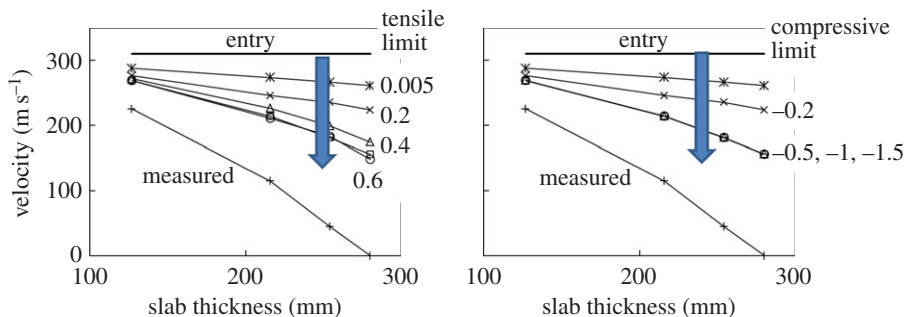 tensile
limit
entry
300
0.005
0.2
200
0.4
measured
0.6
100
0
100
200
300
velocity (m s⁻¹)
slab thickness (mm)
compressive
limit
entry
–0.2
–0.5, –1, –1.5
measured
100
200
300
slab thickness (mm)